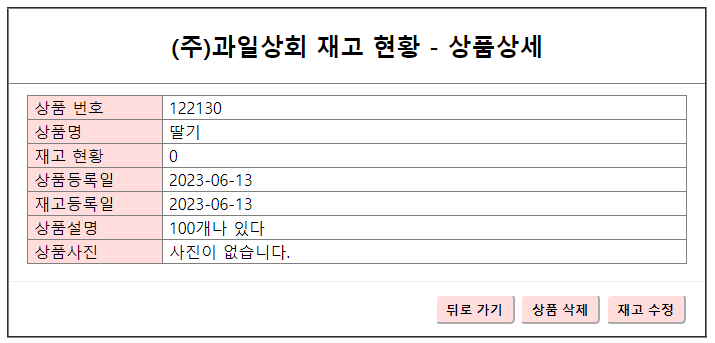 (주)과일상회 재고 현황 - 상품상세
상품 번호 122130
상품명 딸기
재고 현황 0
상품등록일 2023-06-13
재고등록일 2023-06-13
상품설명 100개나 있다
상품사진 사진이 없습니다.
뒤로 가기 상품 삭제 재고 수정